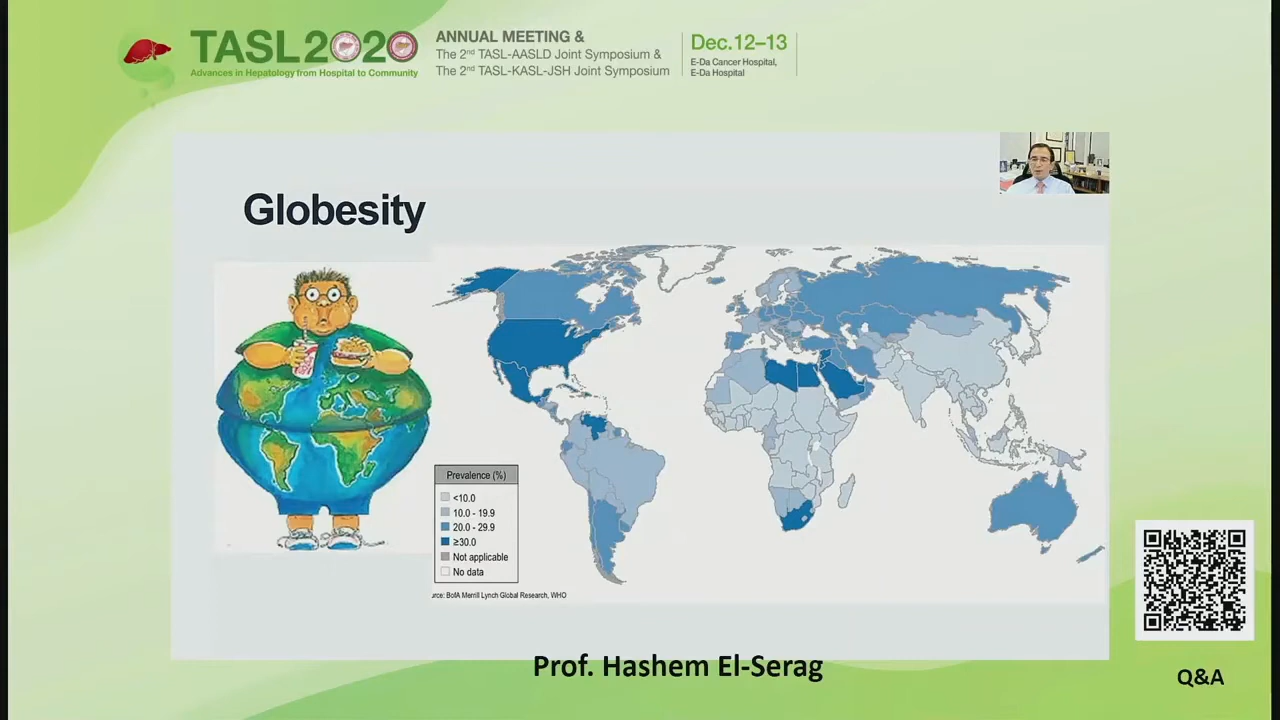 TASL2020
Advances in Hepatology from Hospital to Community
ANNUAL MEETING &
The 2nd TASL-AASLD Joint Symposium &
The 2nd TASL-KASL-JSH Joint Symposium
Dec.12–13
E-Da Cancer Hospital,
E-Da Hospital
Globesity
Prevalence (%)
<10.0
10.0 - 19.9
20.0 - 29.9
≥30.0
Not applicable
No data
urce: BofA Merrill Lynch Global Research, WHO
Prof. Hashem El-Serag
Q&A